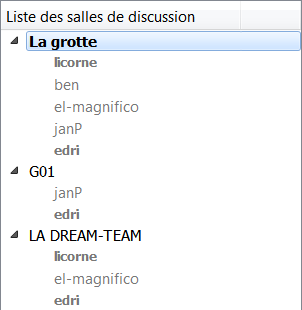 Liste des salles de discussion
La grotte
licorne
ben
el-magnifico
janP
edri
G01
janP
edri
LA DREAM-TEAM
licorne
el-magnifico
edri